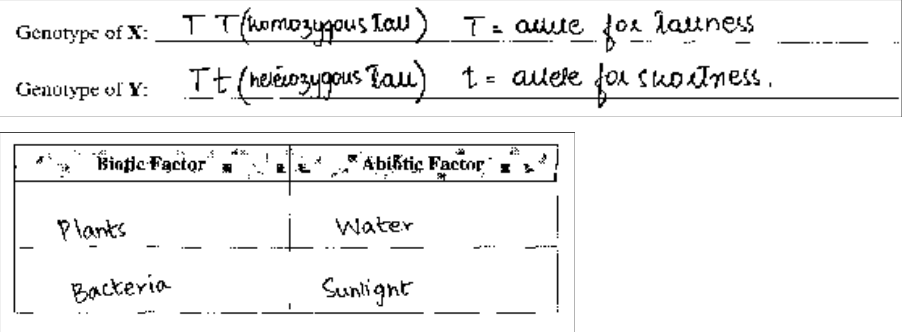 Genotype of X: T T (homozygous Tall) T = allele for Tallness
Genotype of Y: T t (heterozygous Tall) t = allele for shortness.
Biotic Factor Abiotic Factor
Plants Water
Bacteria Sunlight